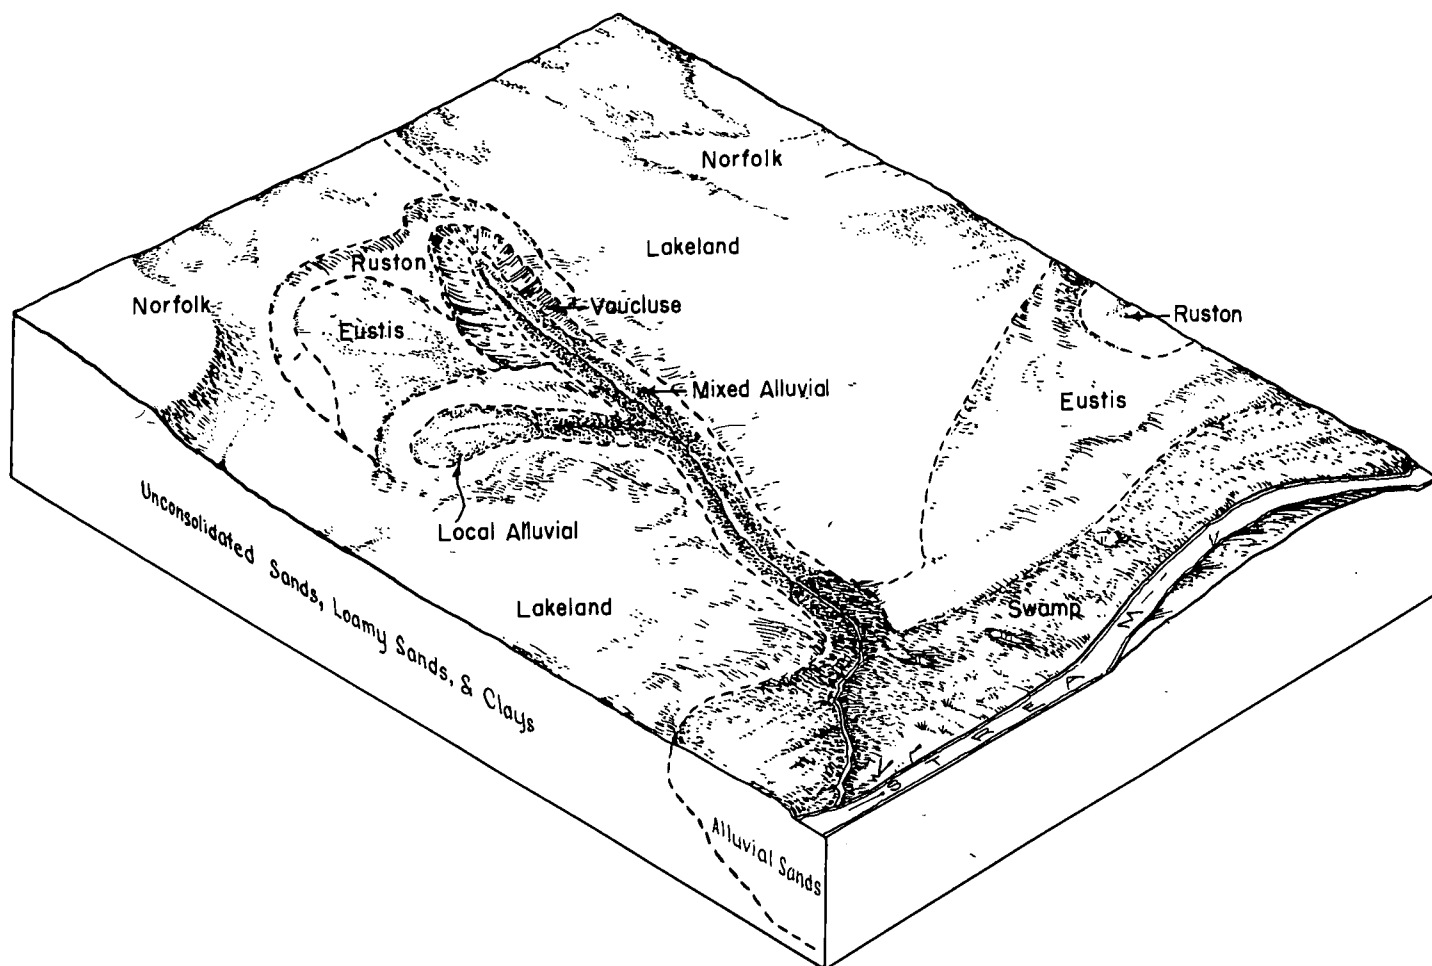 Norfolk
Lakeland
Ruston
Norfolk
Vaucluse
Ruston
Eustis
Mixed Alluvial
Eustis
Local Alluvial
Unconsolidated Sands, Loamy Sands, & Clays
Lakeland
Swamp
STREAM
Alluvial Sands